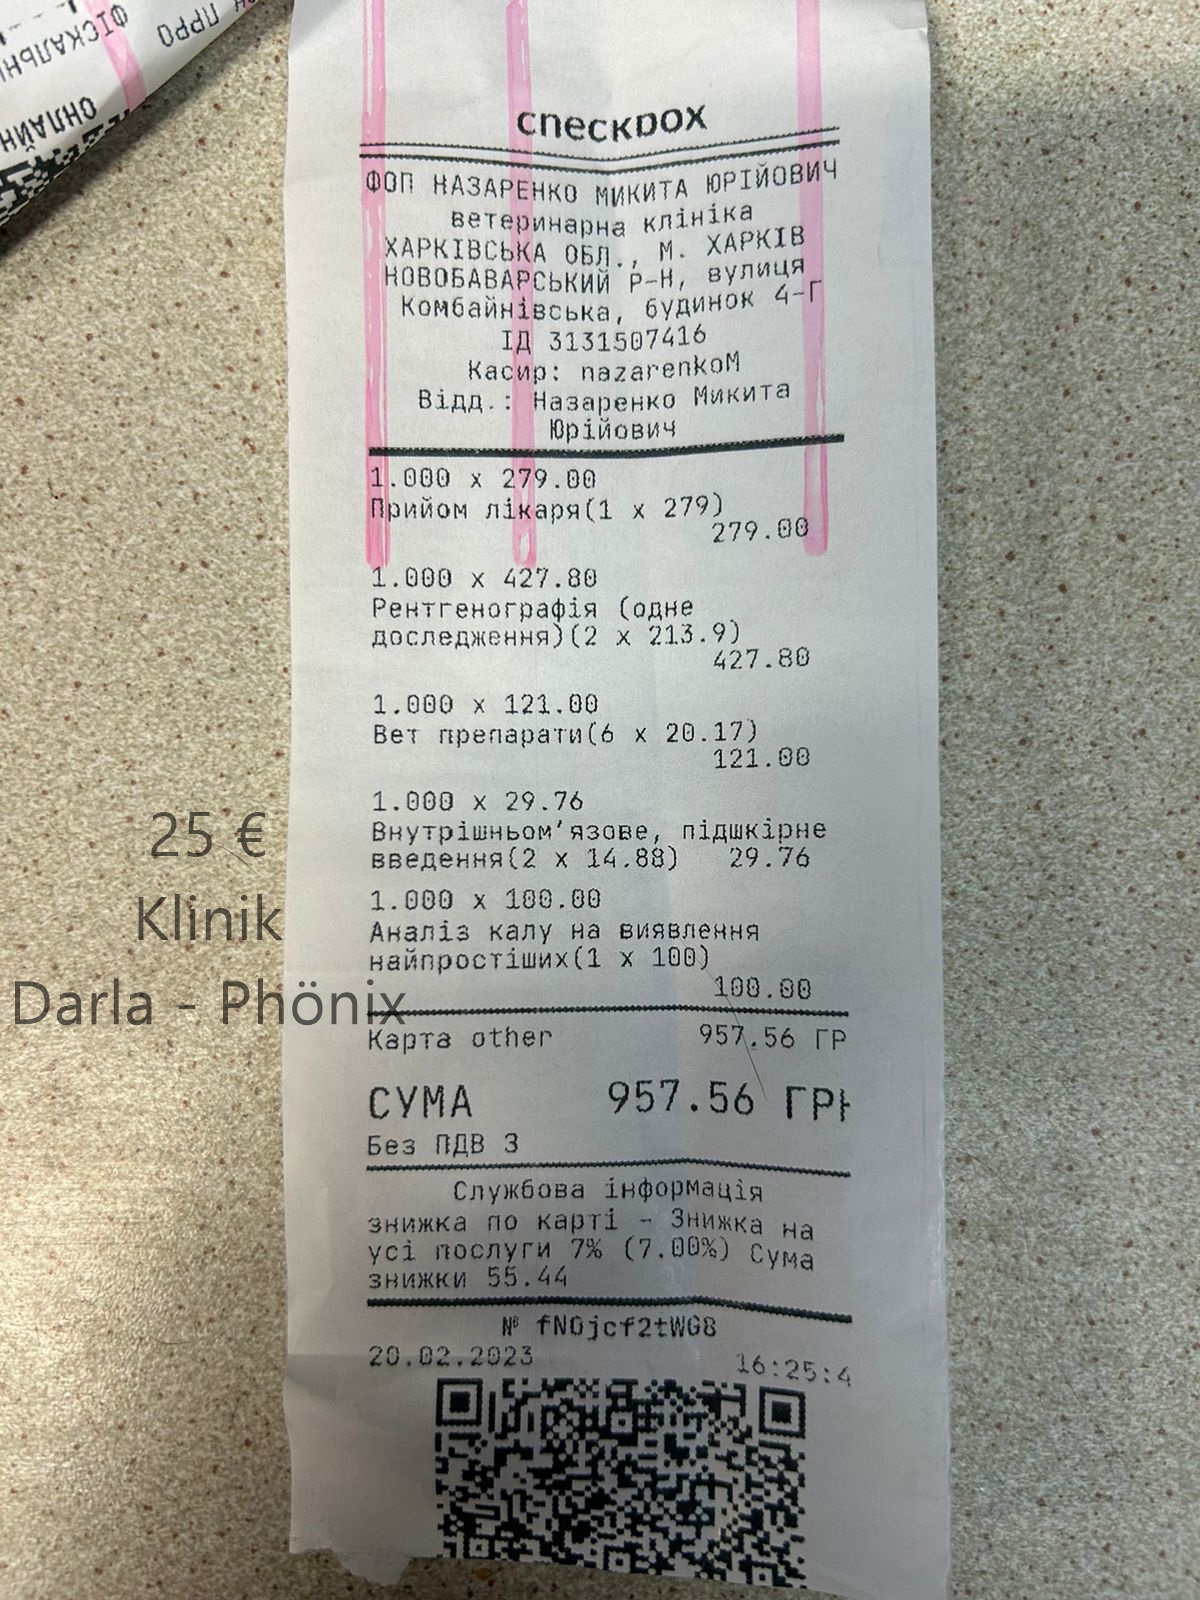 ФІСКАЛЬНИ
ПРРО
ОНЛАЙН
checkbox
ФОП НАЗАРЕНКО МИКИТА ЮРІЙОВИЧ
ветеринарна клініка
ХАРКІВСЬКА ОБЛ., М. ХАРКІВ
НОВОБАВАРСЬКИЙ Р-Н, вулиця
Комбайнівська, будинок 4-Г
ІД 3131507416
Касир: nazarenkoM
Відд.: Назаренко Микита
Юрійович
1.000 x 279.00
Прийом лікаря(1 x 279)
279.00
1.000 x 427.80
Рентгенографія (одне
доследження)(2 x 213.9)
427.80
1.000 x 121.00
Вет препарати(6 x 20.17)
121.00
1.000 x 29.76
Внутрішньом'язове, підшкірне
введення(2 x 14.88) 29.76
1.000 x 100.00
Аналіз калу на виявлення
найпростіших(1 x 100)
100.00
Карта other 957.56 ГР
СУМА 957.56 ГРН
Без ПДВ З
Службова інформація
знижка по карті - Знижка на
усі послуги 7% (7.00%) Сума
знижки 55.44
№ fN0jcf2tWG8
20.02.2023 16:25:4
25 €
Klinik
Darla - Phönix